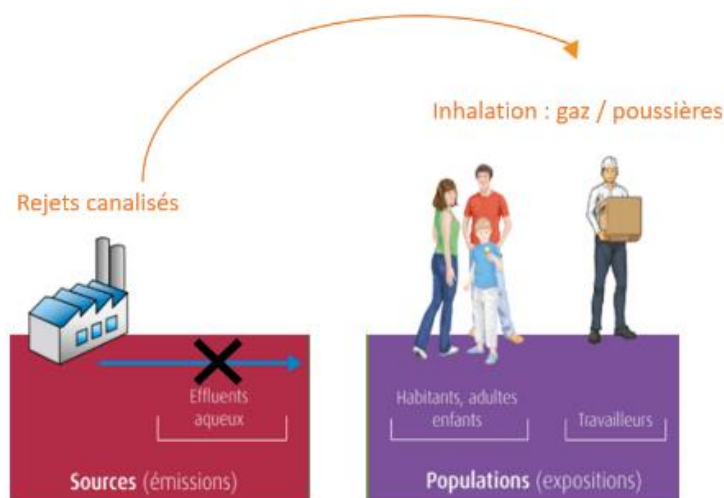 Inhalation : gaz / poussières
Rejets canalisés
Effluents
aqueux
Habitants, adultes
enfants
Travailleurs
Sources (émissions)
Populations (expositions)